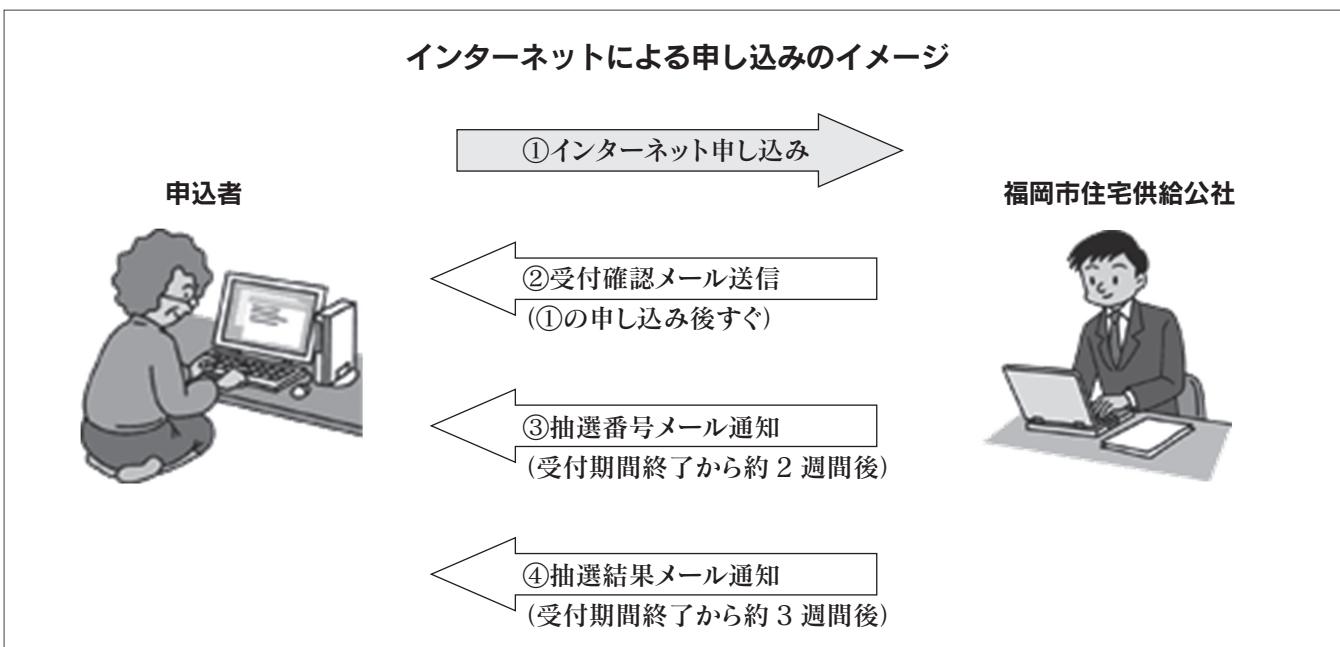 インターネットによる申し込みのイメージ
①インターネット申し込み
申込者
福岡市住宅供給公社
②受付確認メール送信
(①の申し込み後すぐ)
③抽選番号メール通知
(受付期間終了から約 2 週間後)
④抽選結果メール通知
(受付期間終了から約 3 週間後)